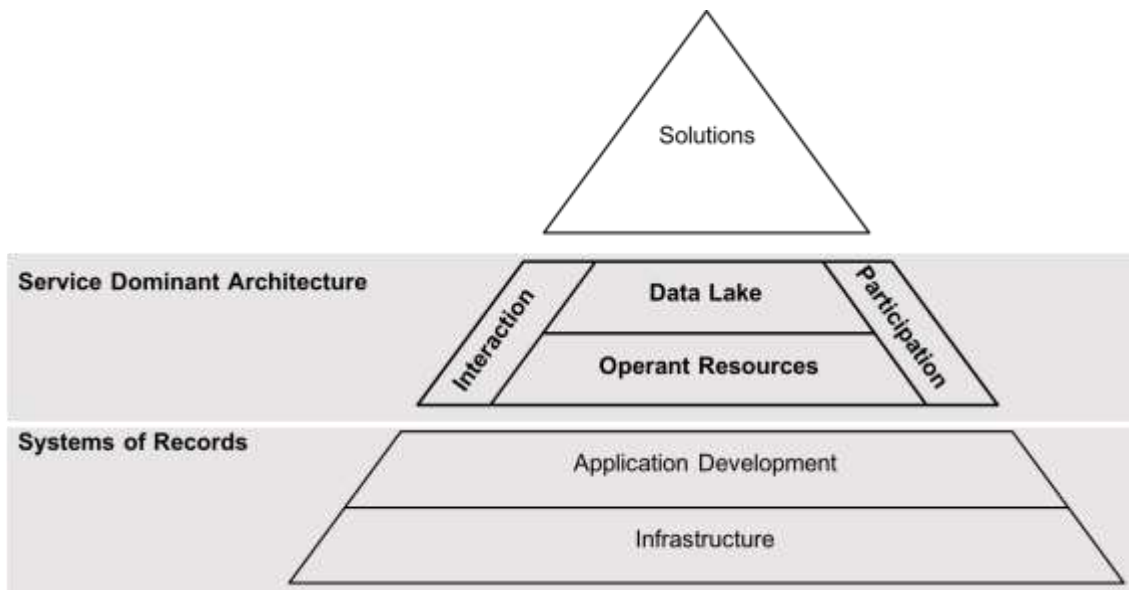 Solutions
Service Dominant Architecture
Interaction
Data Lake
Participation
Operant Resources
Systems of Records
Application Development
Infrastructure